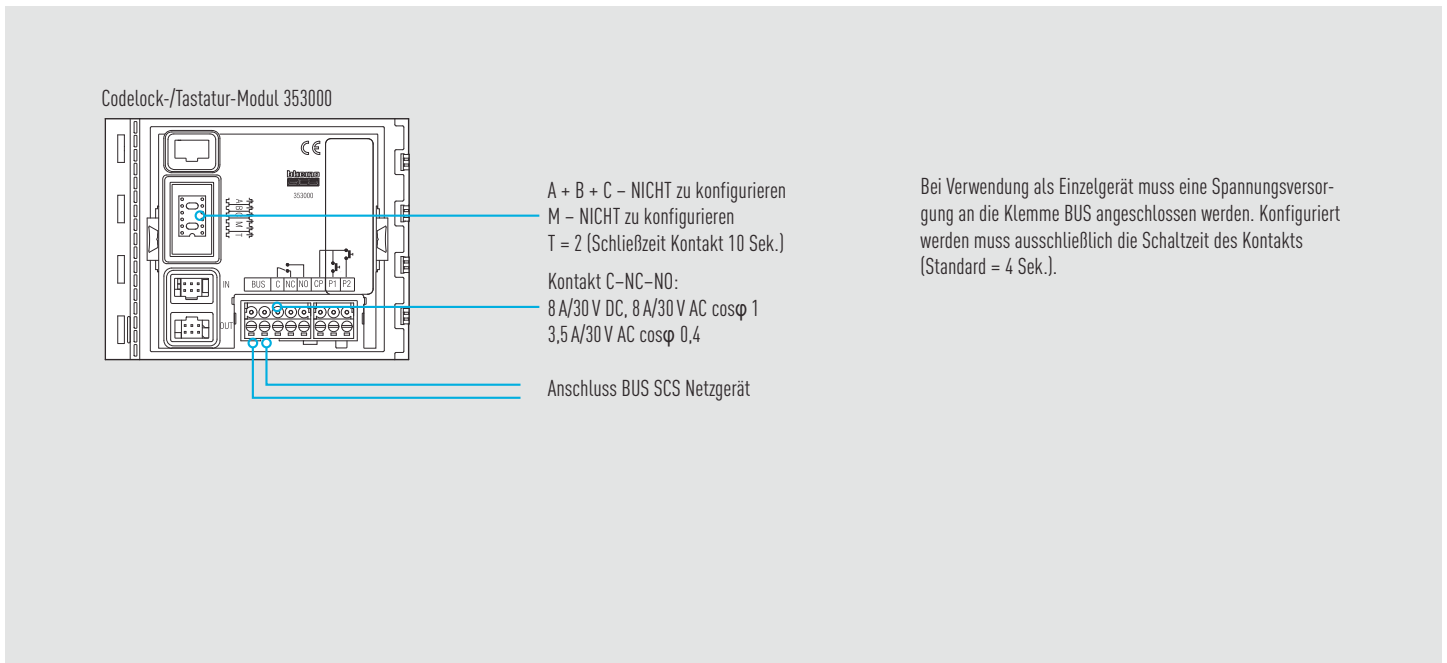 Codelock-/Tastatur-Modul 353000
bticino
353000
A
B
C
M
T
IN
BUS C NC NO CP P1 P2
OUT
A + B + C – NICHT zu konfigurieren
M – NICHT zu konfigurieren
T = 2 (Schließzeit Kontakt 10 Sek.)
Kontakt C–NC–NO:
8 A/30 V DC, 8 A/30 V AC cosφ 1
3,5 A/30 V AC cosφ 0,4
Anschluss BUS SCS Netzgerät
Bei Verwendung als Einzelgerät muss eine Spannungsversor-
gung an die Klemme BUS angeschlossen werden. Konfiguriert
werden muss ausschließlich die Schaltzeit des Kontakts
(Standard = 4 Sek.).